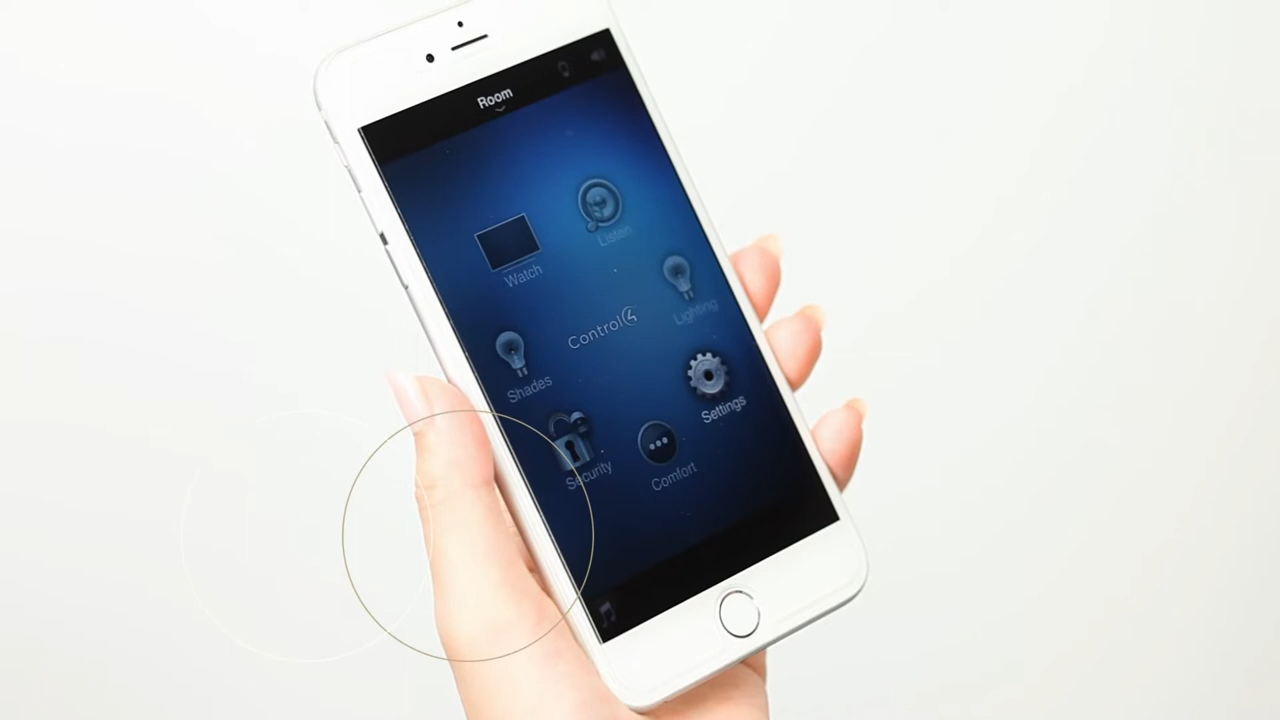 Room
Listen
Watch
Lighting
Control4
Shades
Settings
Security
Comfort